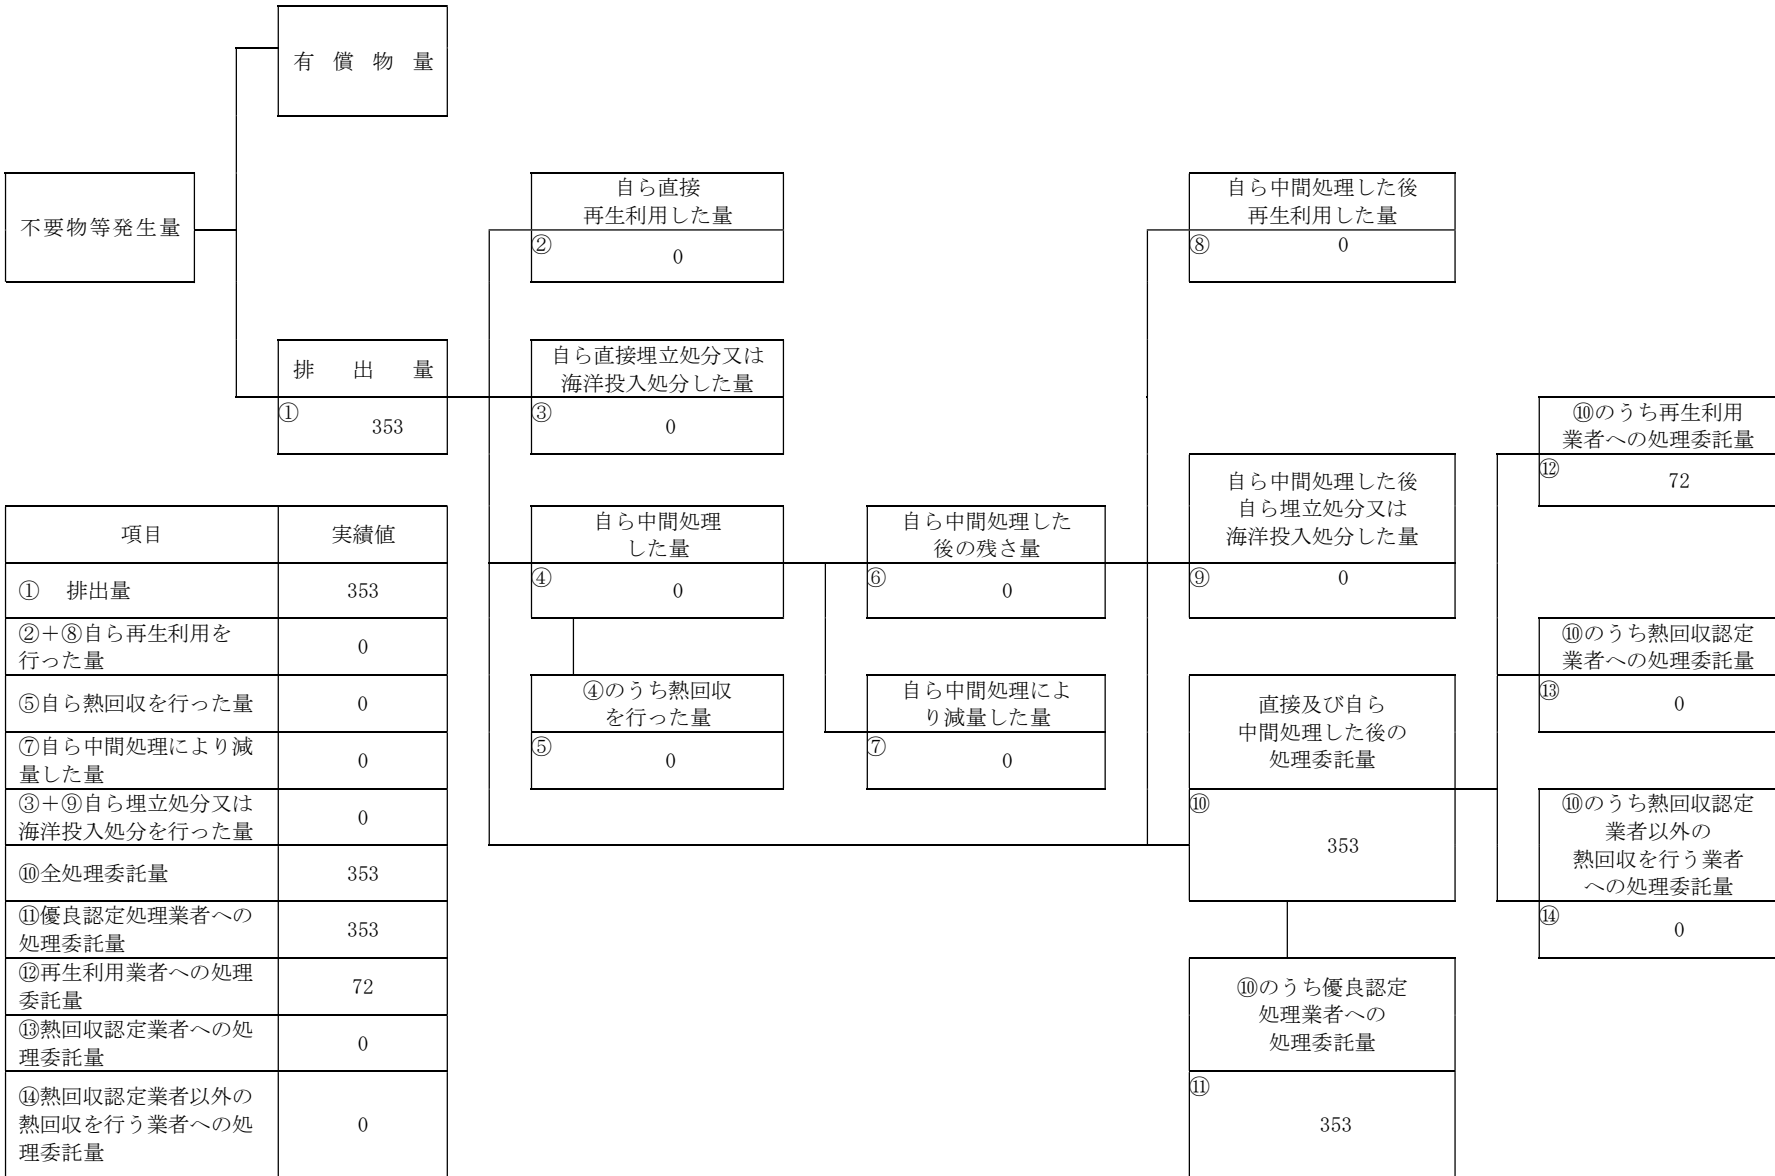 有 償 物 量
不要物等発生量
自ら直接
再生利用した量
② 0
自ら中間処理した後
再生利用した量
⑧ 0
排 出 量
① 353
自ら直接埋立処分又は
海洋投入処分した量
③ 0
⑩のうち再生利用
業者への処理委託量
⑫ 72
自ら中間処理
した量
④ 0
自ら中間処理した
後の残さ量
⑥ 0
自ら中間処理した後
自ら埋立処分又は
海洋投入処分した量
⑨ 0
⑩のうち熱回収認定
業者への処理委託量
⑬ 0
④のうち熱回収
を行った量
⑤ 0
自ら中間処理によ
り減量した量
⑦ 0
直接及び自ら
中間処理した後の
処理委託量
⑩
353
⑩のうち熱回収認定
業者以外の
熱回収を行う業者
への処理委託量
⑭ 0
⑩のうち優良認定
処理業者への
処理委託量
⑪
353
項目 実績値
① 排出量 353
②+⑧自ら再生利用を
行った量 0
⑤自ら熱回収を行った量 0
⑦自ら中間処理により減
量した量 0
③+⑨自ら埋立処分又は
海洋投入処分を行った量 0
⑩全処理委託量 353
⑪優良認定処理業者への
処理委託量 353
⑫再生利用業者への処理
委託量 72
⑬熱回収認定業者への処
理委託量 0
⑭熱回収認定業者以外の
熱回収を行う業者への処
理委託量 0